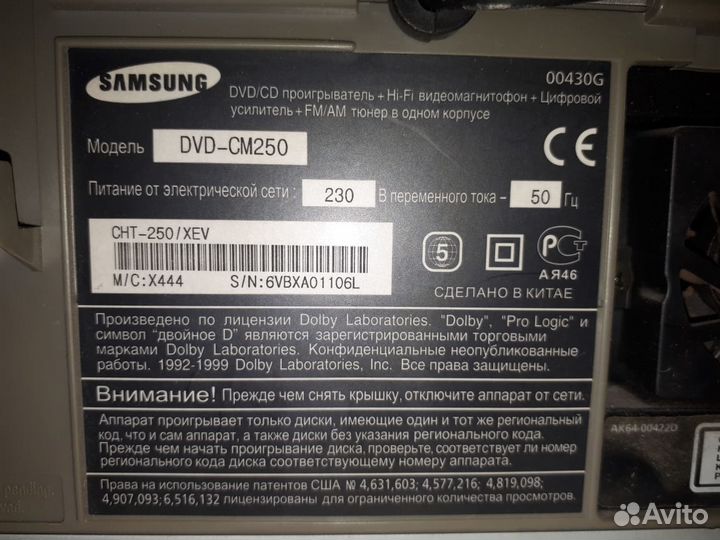 SAMSUNG
00430G
DVD/CD проигрыватель + Hi-Fi видеомагнитофон + Цифровой
усилитель + FM/AM тюнер в одном корпусе
Модель DVD-CM250
CE
Питание от электрической сети : 230 В переменного тока - 50 Гц
CHT-250/XEV
M/C:X444 S/N:6VBXA01106L
5
РСТ
АЯ46
СДЕЛАНО В КИТАЕ
Произведено по лицензии Dolby Laboratories. "Dolby", "Pro Logic" и
символ "двойное D" являются зарегистрированными торговыми
марками Dolby Laboratories. Конфиденциальные неопубликованные
работы. 1992-1999 Dolby Laboratories, Inc. Все права защищены.
Внимание! Прежде чем снять крышку, отключите аппарат от сети.
Аппарат проигрывает только диски, имеющие один и тот же региональный
код, что и сам аппарат, а также диски без регионального кода.
Прежде чем начать проигрывание диска, проверьте, соответствует ли номер
регионального кода диска соответствующему номеру аппарата.
Права на использование патентов США № 4,631,603; 4,577,216; 4,819,098;
4,907,093; 6,516,132 лицензированы для ограниченного количества просмотров.
AK64-00422D
pending.
Avito